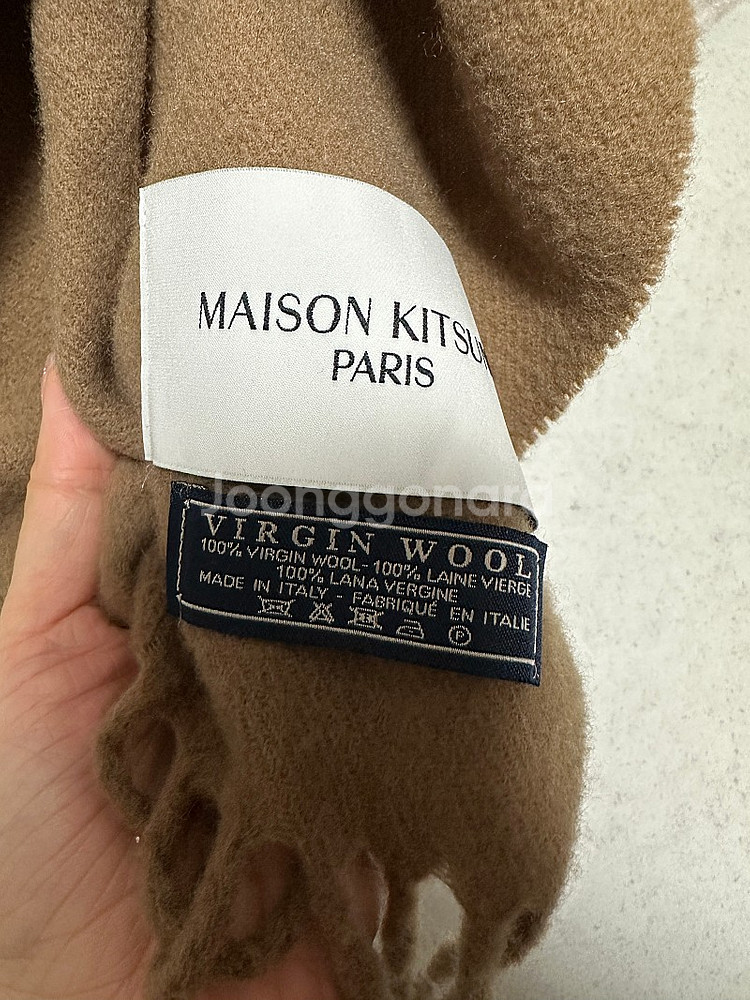 MAISON KITSU
PARIS
Joonggonara
VIRGIN WOOL
100% VIRGIN WOOL-100% LAINE VIERGE
100% LANA VERGINE
MADE IN ITALY - FABRIQUÉ EN ITALIE